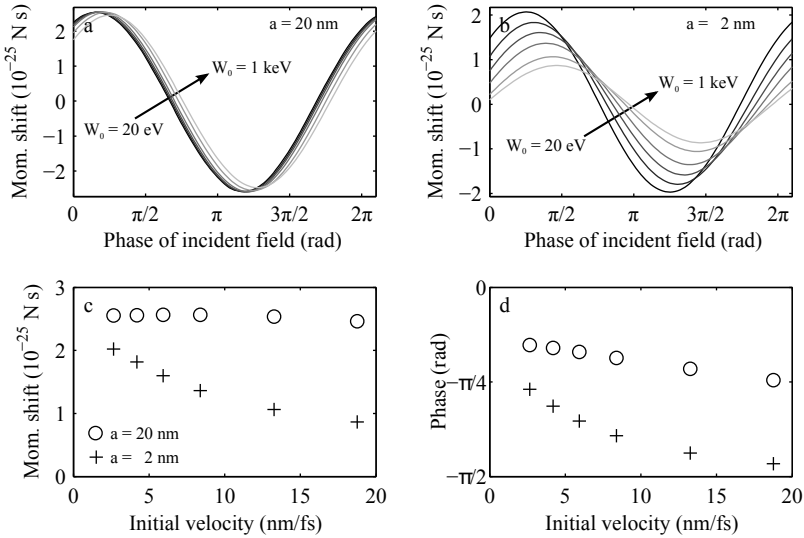 a
a = 20 nm
W₀ = 1 keV
W₀ = 20 eV
2
1
0
-1
-2
0
π/2
π
3π/2
2π
Mom. shift (10⁻²⁵ N s)
Phase of incident field (rad)
b
a = 2 nm
W₀ = 1 keV
W₀ = 20 eV
2
1
0
−1
−2
0
π/2
π
3π/2
2π
Mom. shift (10⁻²⁵ N s)
Phase of incident field (rad)
c
3
2
1
0
a = 20 nm
a = 2 nm
0
5
10
15
20
Mom. shift (10⁻²⁵ N s)
Initial velocity (nm/fs)
d
0
−π/4
−π/2
0
5
10
15
20
Phase (rad)
Initial velocity (nm/fs)